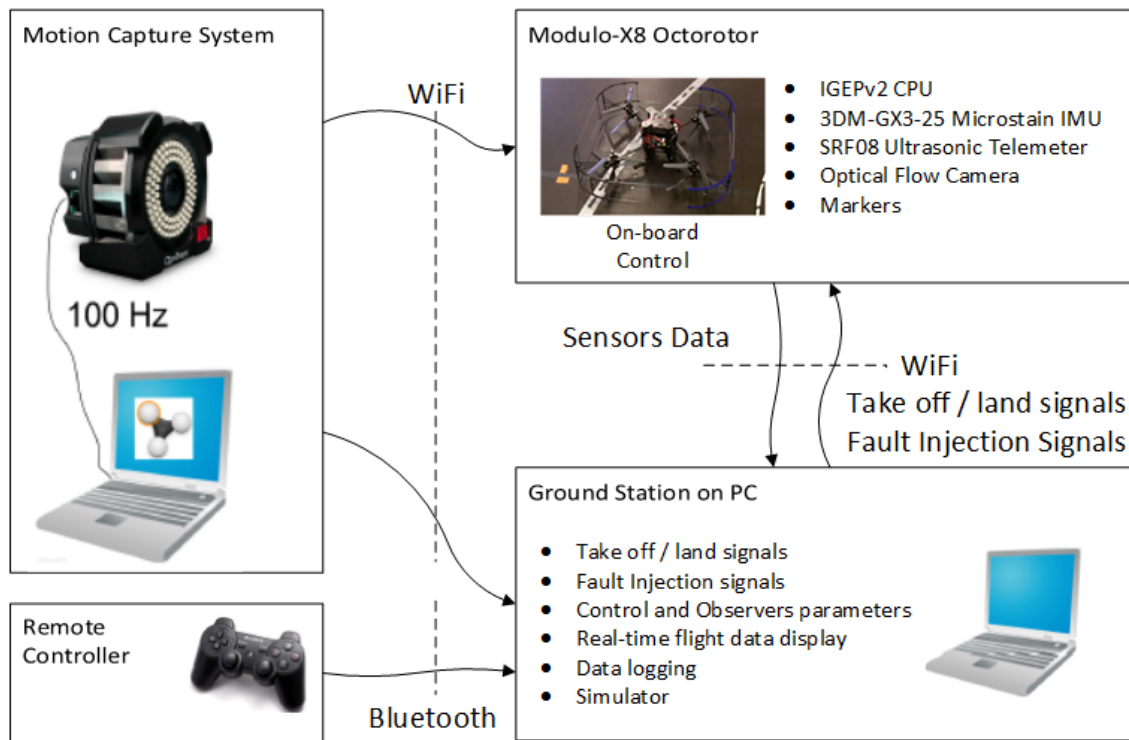 Motion Capture System
100 Hz
WiFi
Modulo-X8 Octorotor
On-board
Control
• IGEPv2 CPU
• 3DM-GX3-25 Microstain IMU
• SRF08 Ultrasonic Telemeter
• Optical Flow Camera
• Markers
Sensors Data
WiFi
Take off / land signals
Fault Injection Signals
Remote
Controller
Bluetooth
Ground Station on PC
• Take off / land signals
• Fault Injection signals
• Control and Observers parameters
• Real-time flight data display
• Data logging
• Simulator